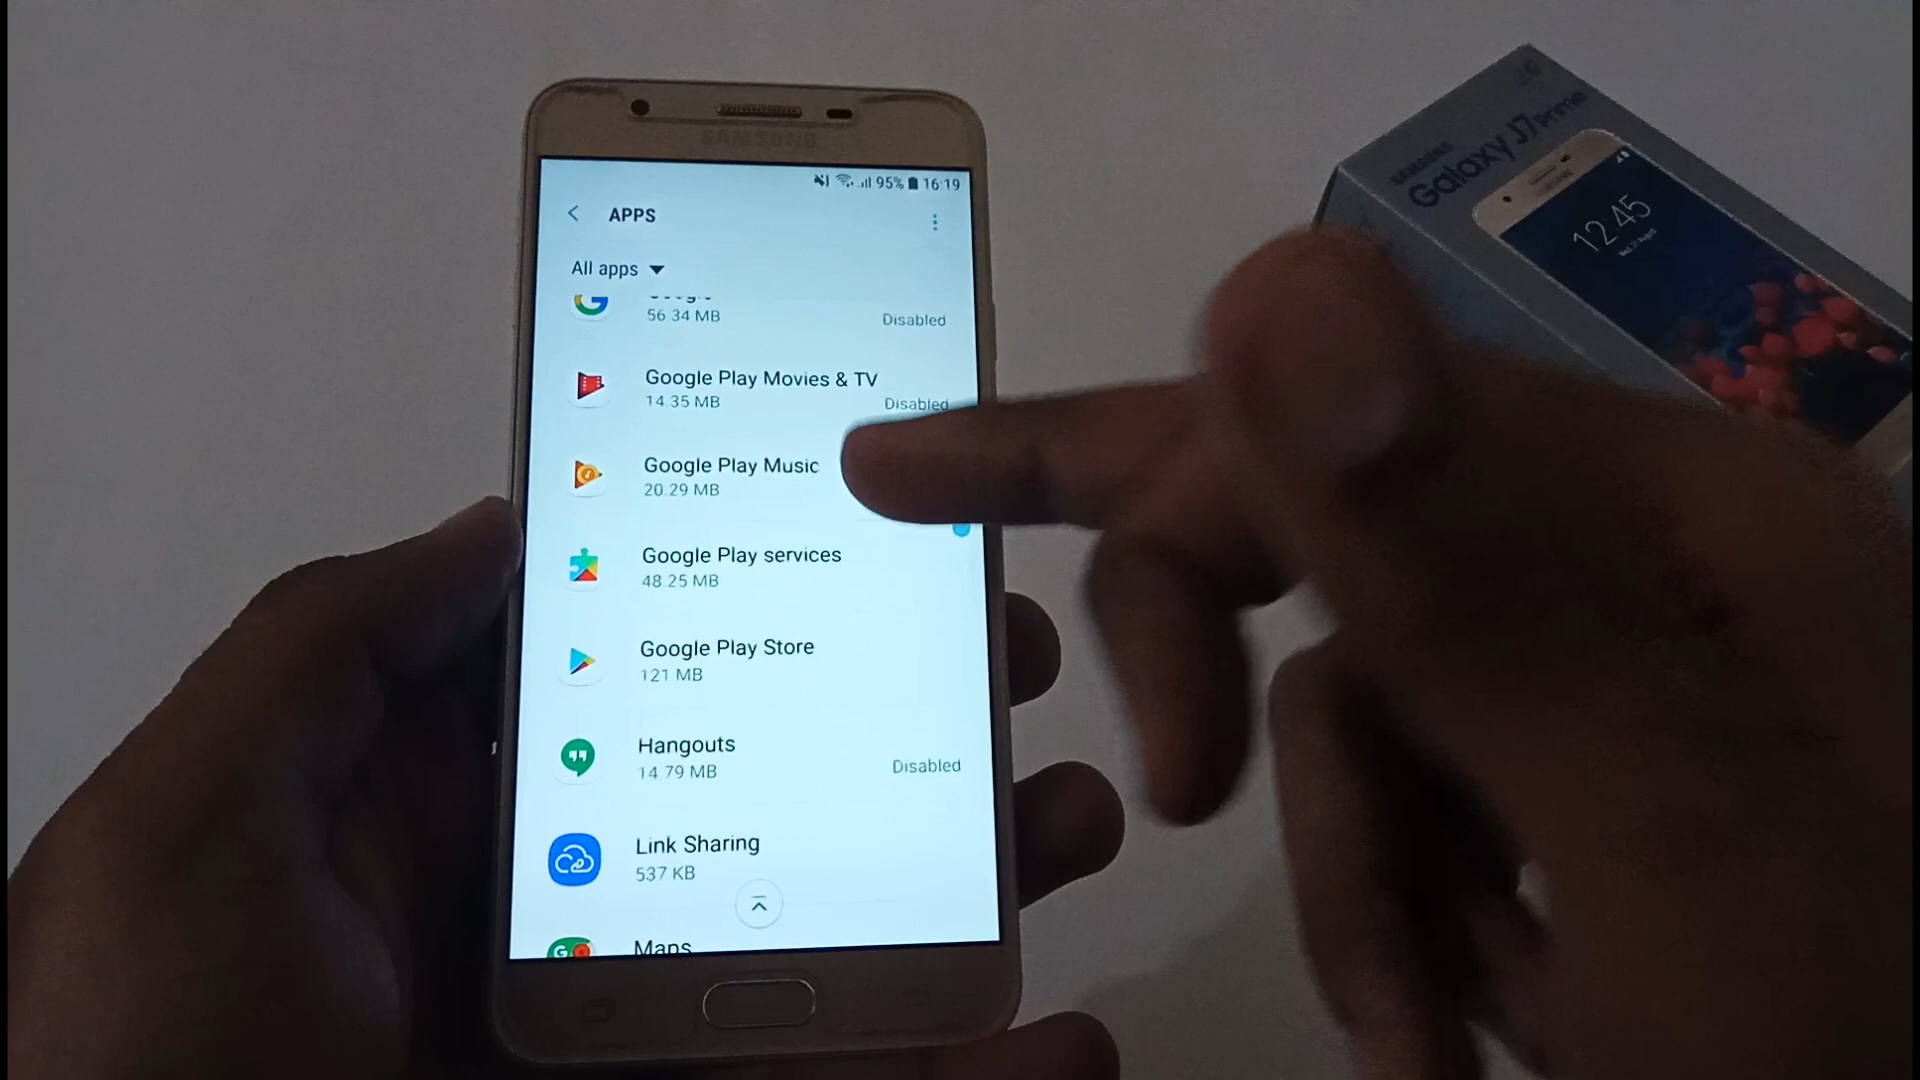 SAMSUNG
95% 16:19
APPS
All apps
56.34 MB
Disabled
Google Play Movies & TV
14.35 MB
Disabled
Google Play Music
20.29 MB
Google Play services
48.25 MB
Google Play Store
121 MB
Hangouts
14.79 MB
Disabled
Link Sharing
537 KB
Maps
SAMSUNG
Galaxy J7 prime
12:45